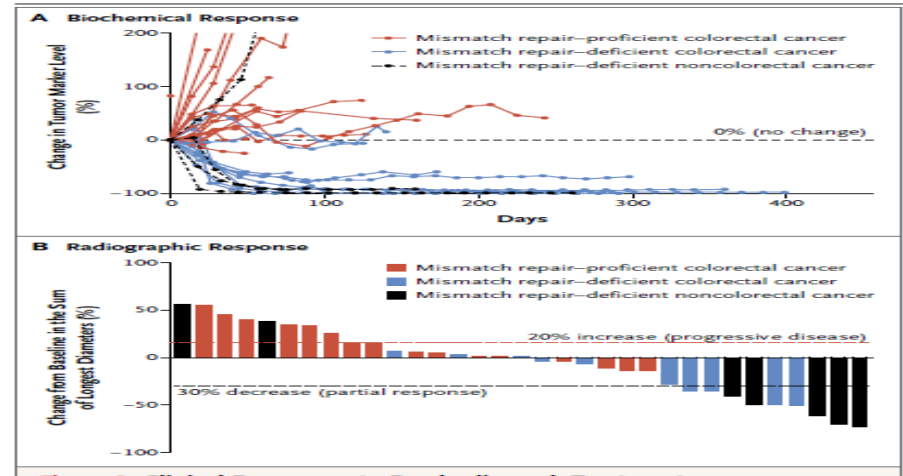 A Biochemical Response
Change in Tumor Marker Level
(%)
200
100
0
−100
Mismatch repair–proficient colorectal cancer
Mismatch repair–deficient colorectal cancer
Mismatch repair–deficient noncolorectal cancer
0% (no change)
0 100 200 300 400
Days
B Radiographic Response
Change from Baseline in the Sum
of Longest Diameters (%)
100
50
0
−50
−100
Mismatch repair–proficient colorectal cancer
Mismatch repair–deficient colorectal cancer
Mismatch repair–deficient noncolorectal cancer
20% increase (progressive disease)
30% decrease (partial response)